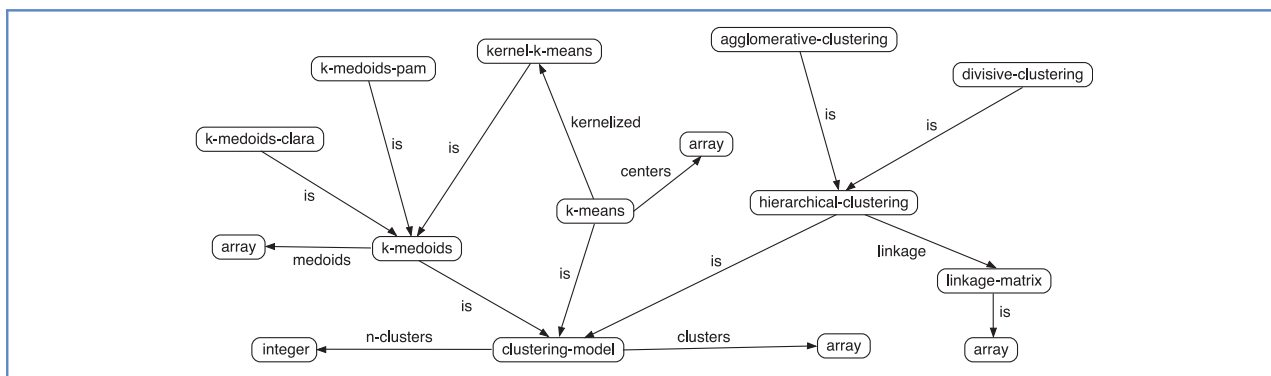 agglomerative-clustering
kernel-k-means
k-medoids-pam
divisive-clustering
kernelized
is
is
k-medoids-clara
is
is
array
centers
is
hierarchical-clustering
k-means
array
medoids
k-medoids
linkage
is
is
linkage-matrix
is
is
n-clusters
clusters
integer
clustering-model
array
array